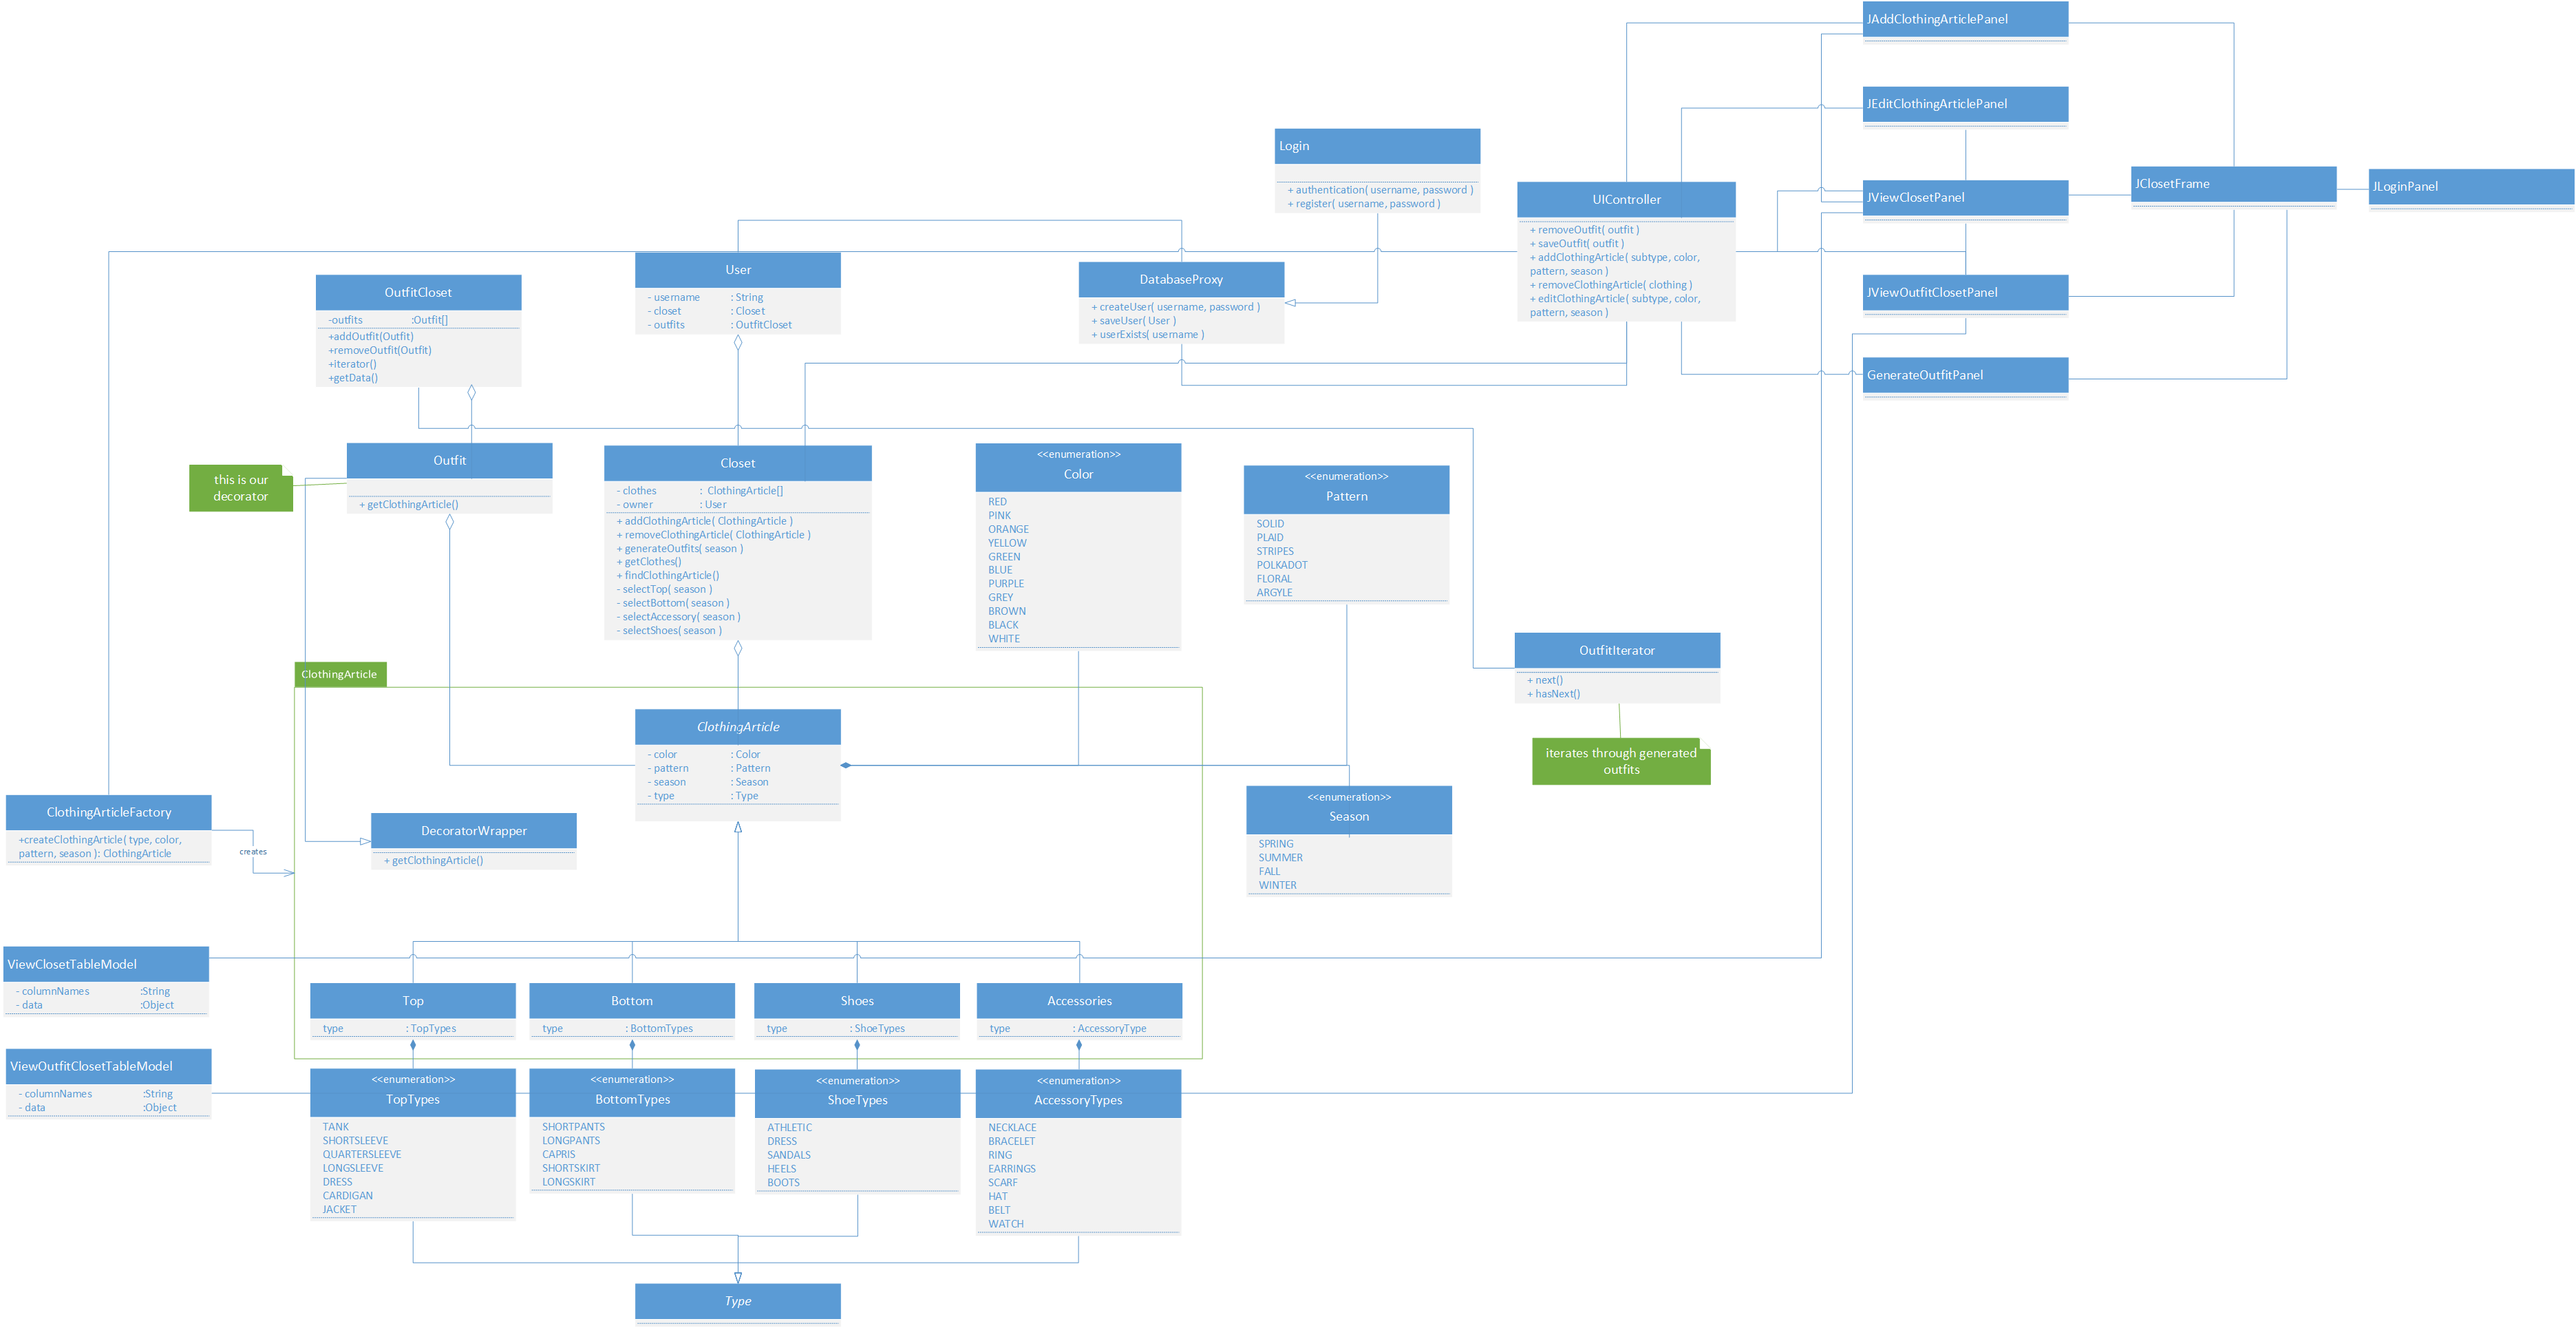 JAddClothingArticlePanel
JEditClothingArticlePanel
Login
+ authentication( username, password )
+ register( username, password )
UIController
+ removeOutfit( outfit )
+ saveOutfit( outfit )
+ addClothingArticle( subtype, color,
pattern, season )
+ removeClothingArticle( clothing )
+ editClothingArticle( subtype, color,
pattern, season )
JViewClosetPanel
JClosetFrame
JLoginPanel
JViewOutfitClosetPanel
GenerateOutfitPanel
OutfitCloset
-outfits :Outfit[]
+addOutfit(Outfit)
+removeOutfit(Outfit)
+iterator()
+getData()
User
- username : String
- closet : Closet
- outfits : OutfitCloset
DatabaseProxy
+ createUser( username, password )
+ saveUser( User )
+ userExists( username )
this is our
decorator
Outfit
+ getClothingArticle()
Closet
- clothes : ClothingArticle[]
- owner : User
+ addClothingArticle( ClothingArticle )
+ removeClothingArticle( ClothingArticle )
+ generateOutfits( season )
+ getClothes()
+ findClothingArticle()
- selectTop( season )
- selectBottom( season )
- selectAccessory( season )
- selectShoes( season )
<<enumeration>>
Color
RED
PINK
ORANGE
YELLOW
GREEN
BLUE
PURPLE
GREY
BROWN
BLACK
WHITE
<<enumeration>>
Pattern
SOLID
PLAID
STRIPES
POLKADOT
FLORAL
ARGYLE
OutfitIterator
+ next()
+ hasNext()
iterates through generated
outfits
ClothingArticle
ClothingArticle
- color : Color
- pattern : Pattern
- season : Season
- type : Type
<<enumeration>>
Season
SPRING
SUMMER
FALL
WINTER
ClothingArticleFactory
+createClothingArticle( type, color,
pattern, season ): ClothingArticle
creates
DecoratorWrapper
+ getClothingArticle()
ViewClosetTableModel
- columnNames :String
- data :Object
Top
type : TopTypes
Bottom
type : BottomTypes
Shoes
type : ShoeTypes
Accessories
type : AccessoryType
ViewOutfitClosetTableModel
- columnNames :String
- data :Object
<<enumeration>>
TopTypes
TANK
SHORTSLEEVE
QUARTERSLEEVE
LONGSLEEVE
DRESS
CARDIGAN
JACKET
<<enumeration>>
BottomTypes
SHORTPANTS
LONGPANTS
CAPRIS
SHORTSKIRT
LONGSKIRT
<<enumeration>>
ShoeTypes
ATHLETIC
DRESS
SANDALS
HEELS
BOOTS
<<enumeration>>
AccessoryTypes
NECKLACE
BRACELET
RING
EARRINGS
SCARF
HAT
BELT
WATCH
Type